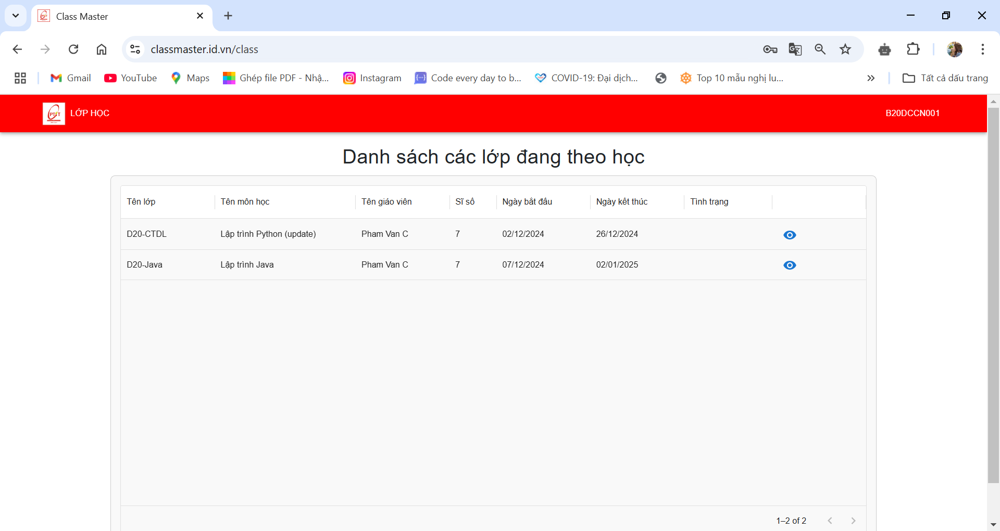 Class Master
classmaster.id.vn/class
Gmail YouTube Maps Ghép file PDF - Nhậ... Instagram Code every day to b... COVID-19: Đại dịch... Top 10 mẫu nghị lu... » Tất cả dấu trang
PTIT LỚP HỌC B20DCCN001
Danh sách các lớp đang theo học
Tên lớp Tên môn học Tên giáo viên Sĩ số Ngày bắt đầu Ngày kết thúc Tình trạng
D20-CTDL Lập trình Python (update) Pham Van C 7 02/12/2024 26/12/2024
D20-Java Lập trình Java Pham Van C 7 07/12/2024 02/01/2025
1–2 of 2